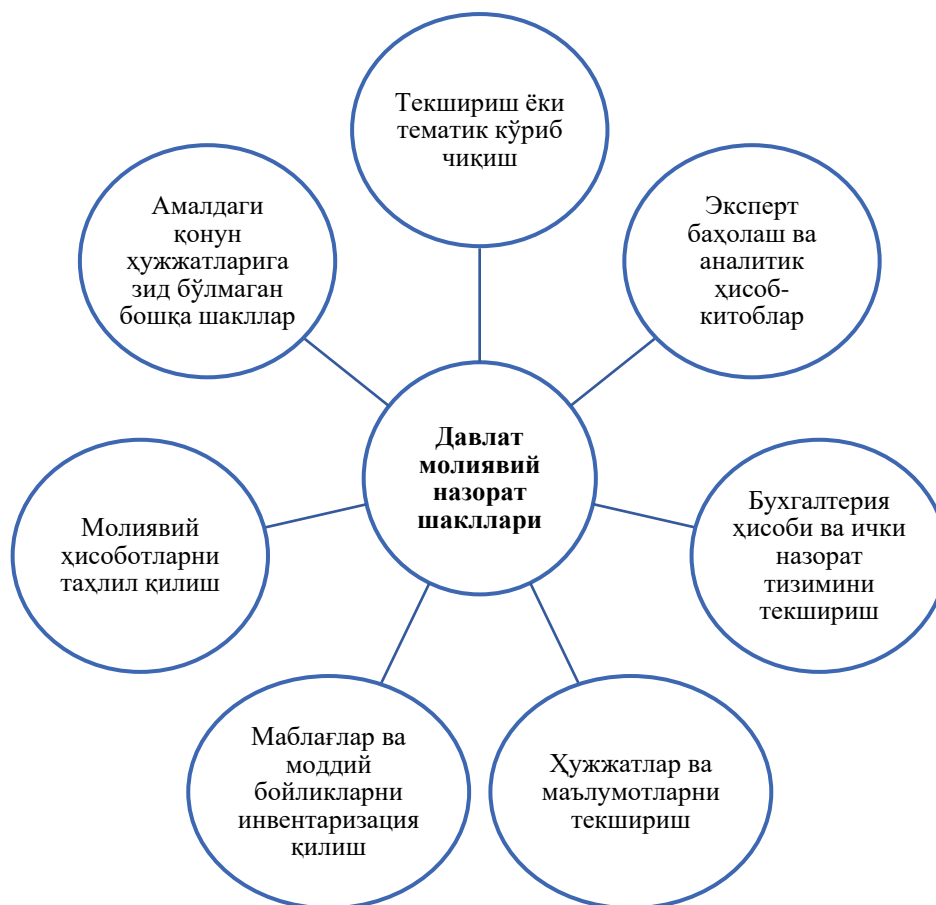 Текшириш ёки
тематик кўриб
чиқиш
Эксперт
баҳолаш ва
аналитик
ҳисоб-
китоблар
Бухгалтерия
ҳисоби ва ички
назорат
тизимини
текшириш
Ҳужжатлар ва
маълумотларни
текшириш
Маблағлар ва
моддий
бойликларни
инвентаризация
қилиш
Молиявий
ҳисоботларни
таҳлил қилиш
Амалдаги
қонун
ҳужжатларига
зид бўлмаган
бошқа шакллар
Давлат
молиявий
назорат
шакллари